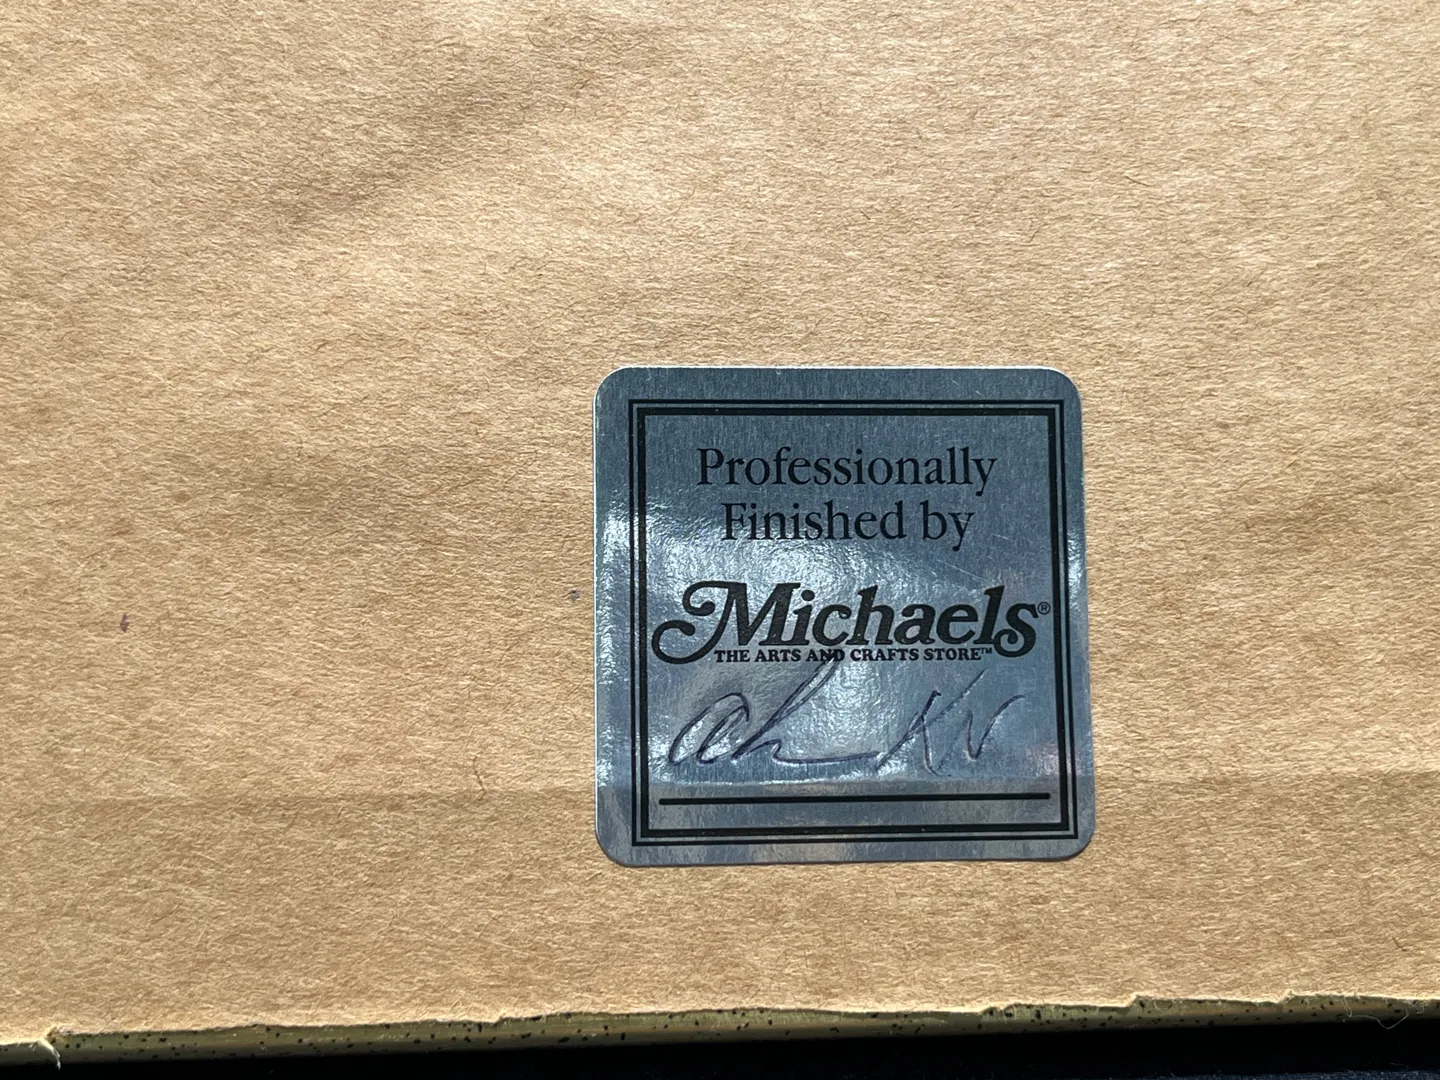 Professionally
Finished by
Michaels®
THE ARTS AND CRAFTS STORE™